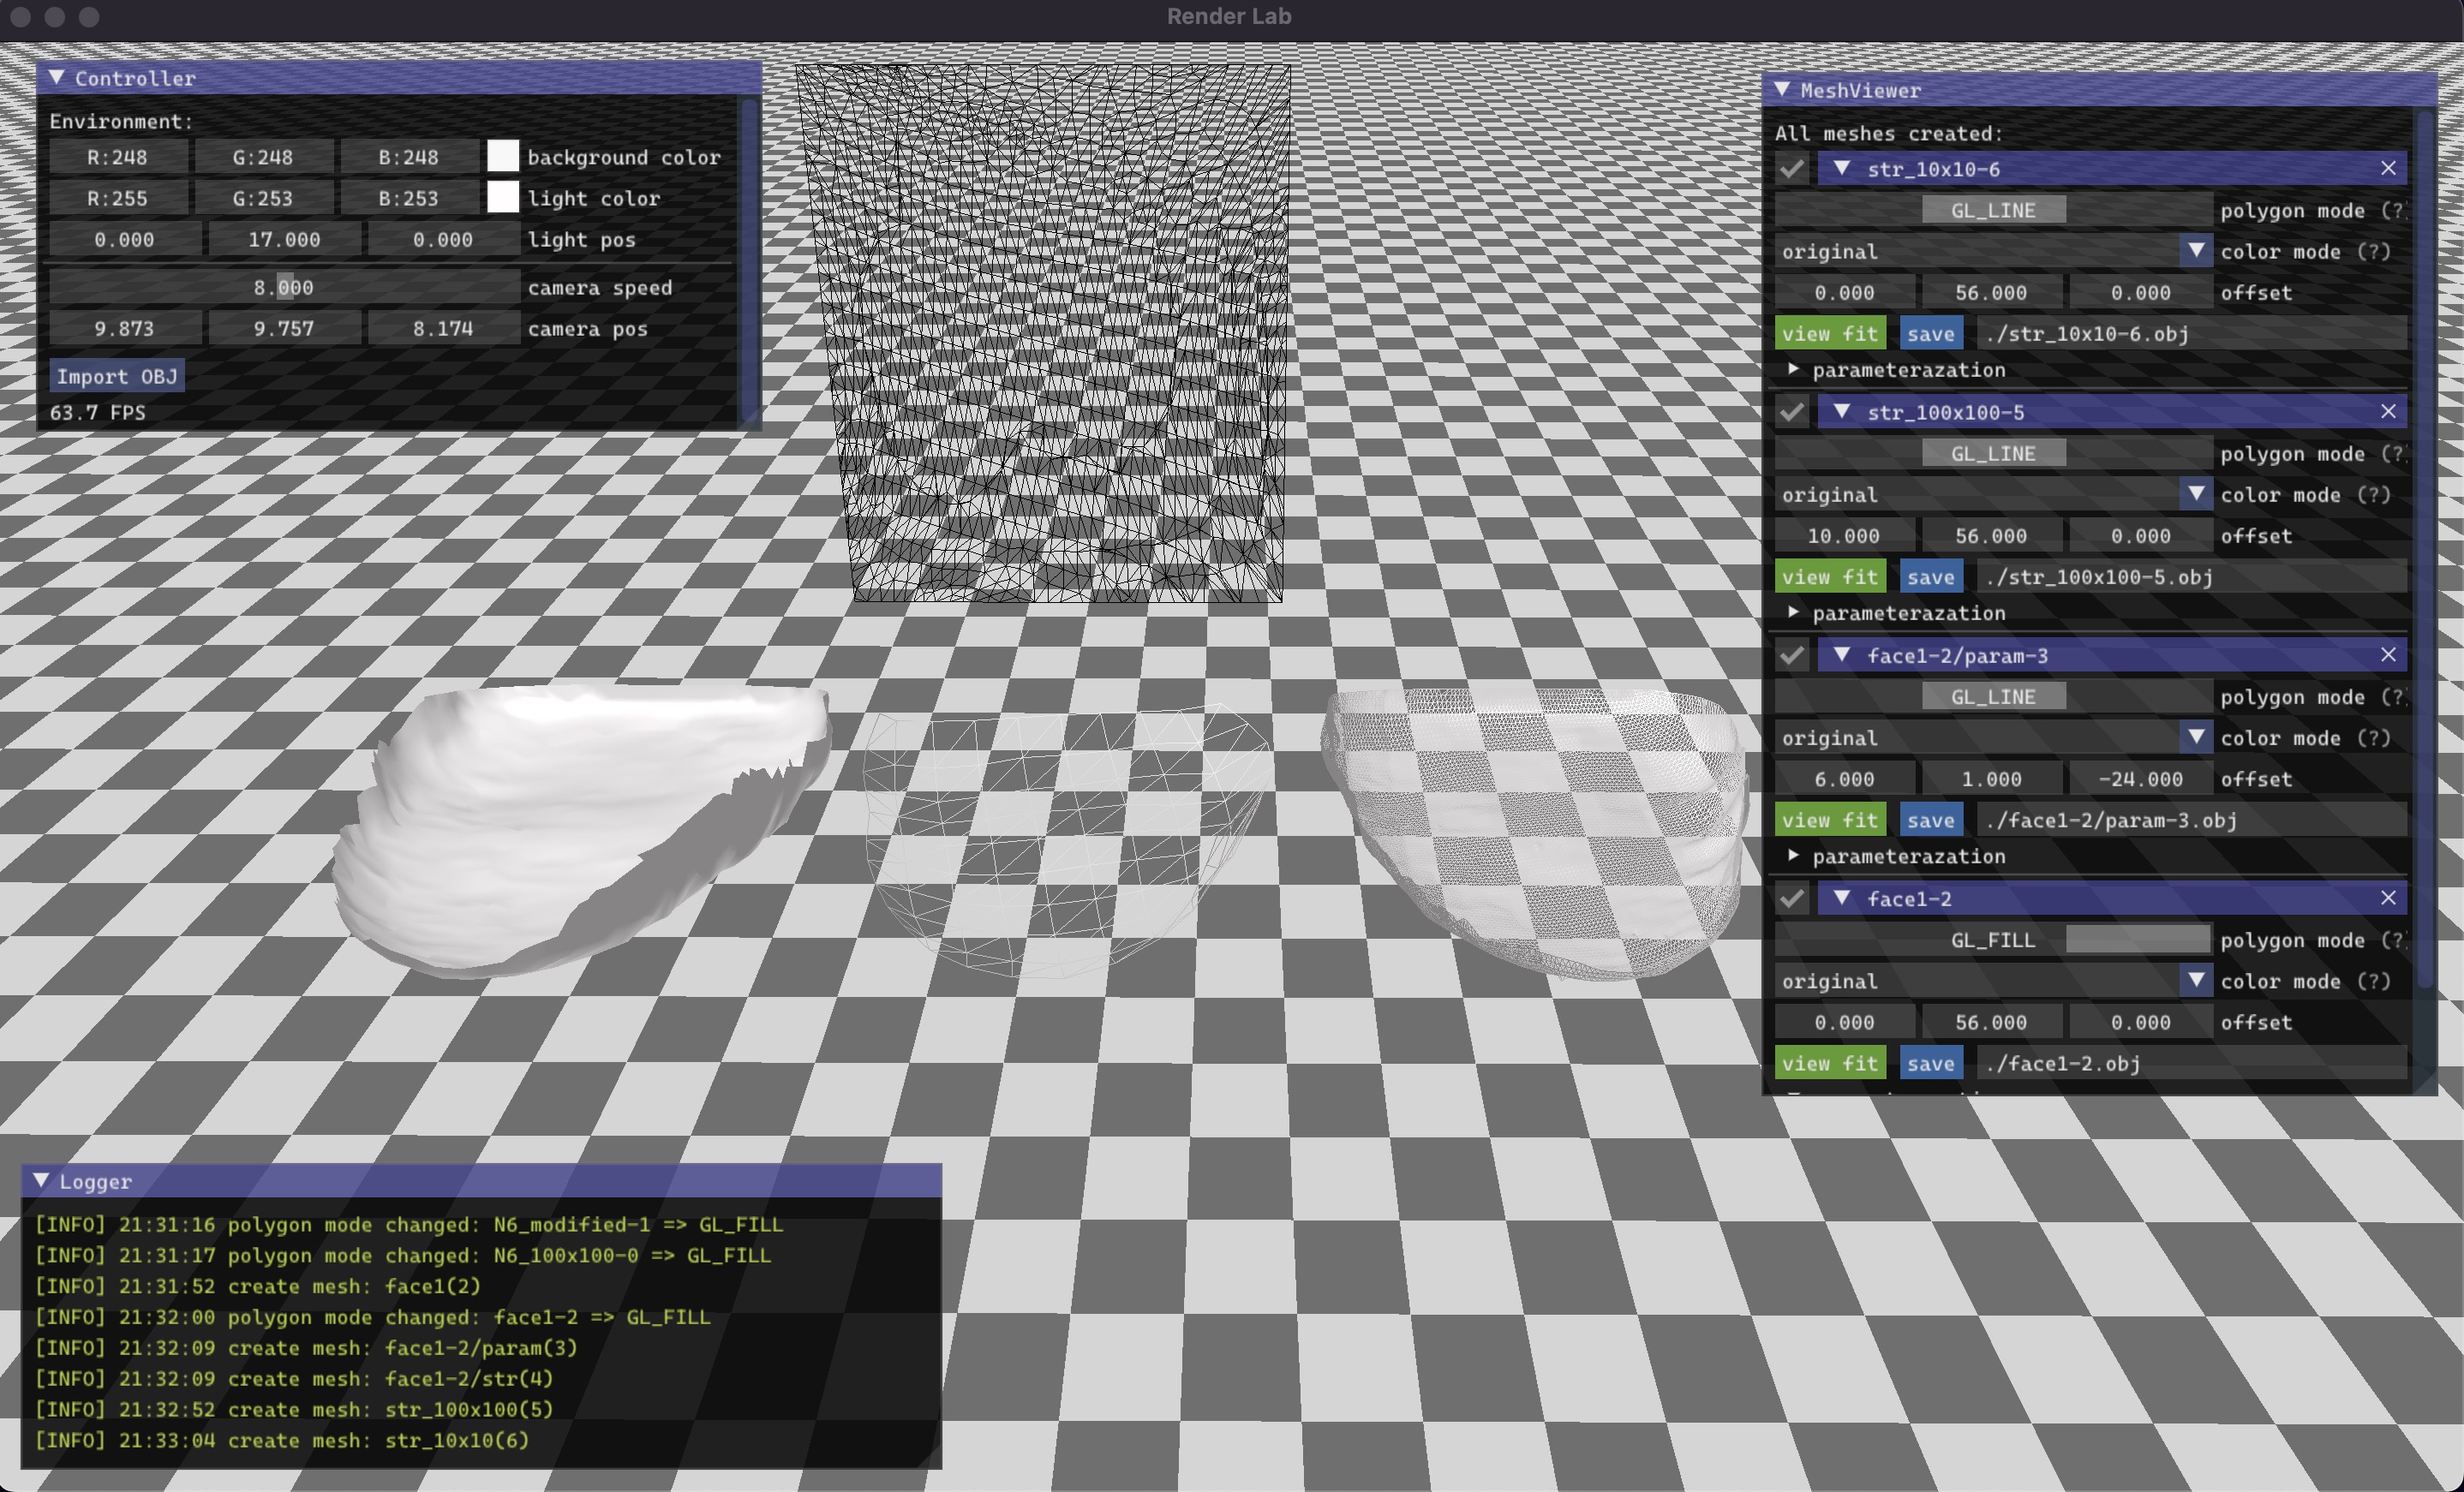 Render Lab
Controller
Environment:
R:248 G:248 B:248 background color
R:255 G:253 B:253 light color
0.000 17.000 0.000 light pos
8.000 camera speed
9.873 9.757 8.174 camera pos
Import OBJ
63.7 FPS
MeshViewer
All meshes created:
str_10x10-6
GL_LINE polygon mode (?)
original color mode (?)
0.000 56.000 0.000 offset
view fit save ./str_10x10-6.obj
parameterazation
str_100x100-5
GL_LINE polygon mode (?)
original color mode (?)
10.000 56.000 0.000 offset
view fit save ./str_100x100-5.obj
parameterazation
face1-2/param-3
GL_LINE polygon mode (?)
original color mode (?)
6.000 1.000 -24.000 offset
view fit save ./face1-2/param-3.obj
parameterazation
face1-2
GL_FILL polygon mode (?)
original color mode (?)
0.000 56.000 0.000 offset
view fit save ./face1-2.obj
Logger
[INFO] 21:31:16 polygon mode changed: N6_modified-1 => GL_FILL
[INFO] 21:31:17 polygon mode changed: N6_100x100-0 => GL_FILL
[INFO] 21:31:52 create mesh: face1(2)
[INFO] 21:32:00 polygon mode changed: face1-2 => GL_FILL
[INFO] 21:32:09 create mesh: face1-2/param(3)
[INFO] 21:32:09 create mesh: face1-2/str(4)
[INFO] 21:32:52 create mesh: str_100x100(5)
[INFO] 21:33:04 create mesh: str_10x10(6)